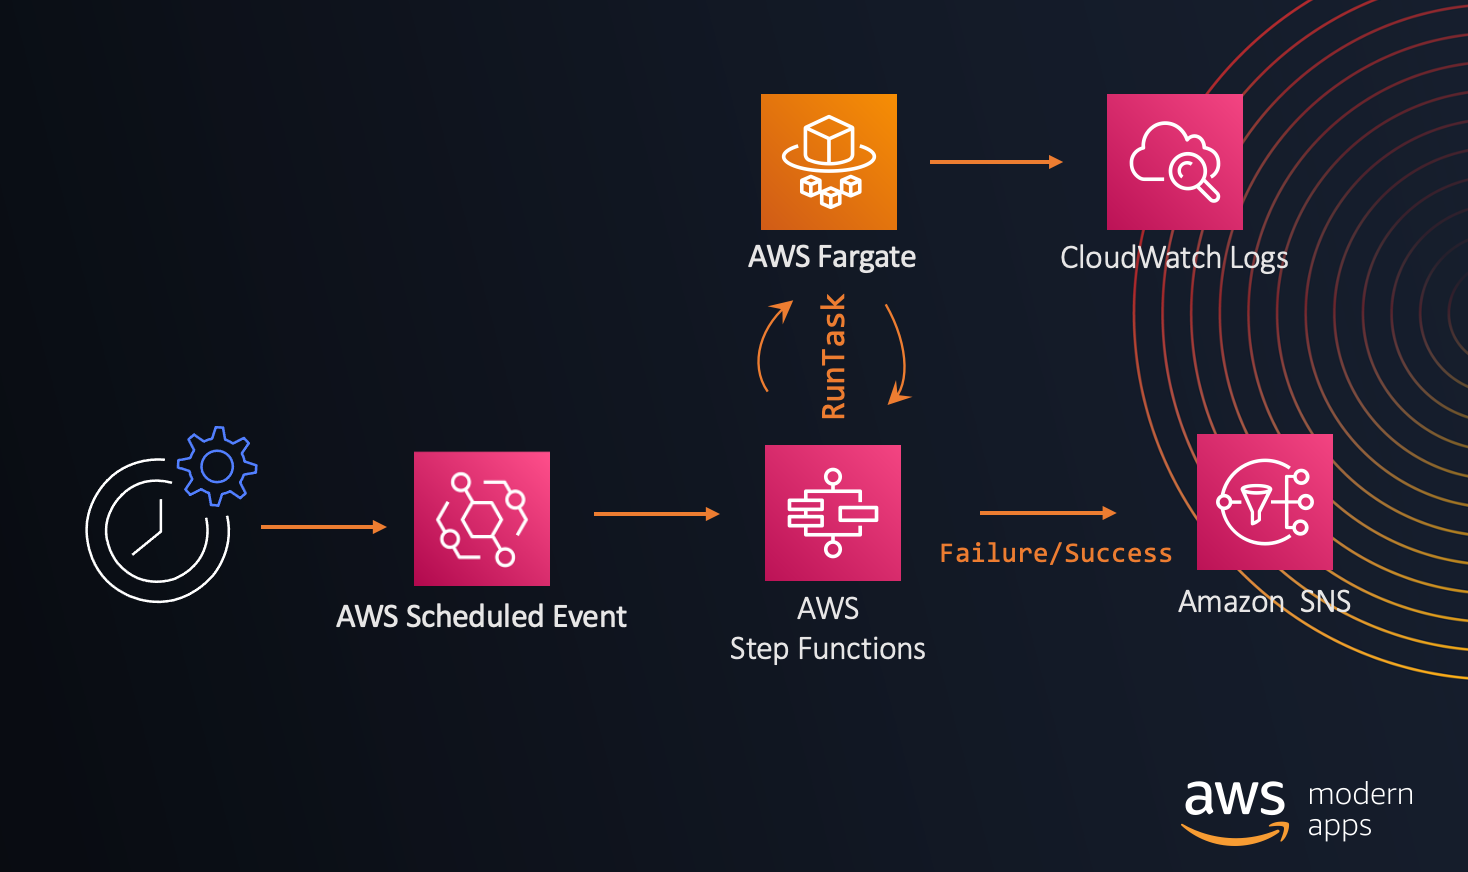 AWS Fargate
CloudWatch Logs
RunTask
Failure/Success
AWS Scheduled Event
AWS
Step Functions
Amazon SNS
aws modern
apps